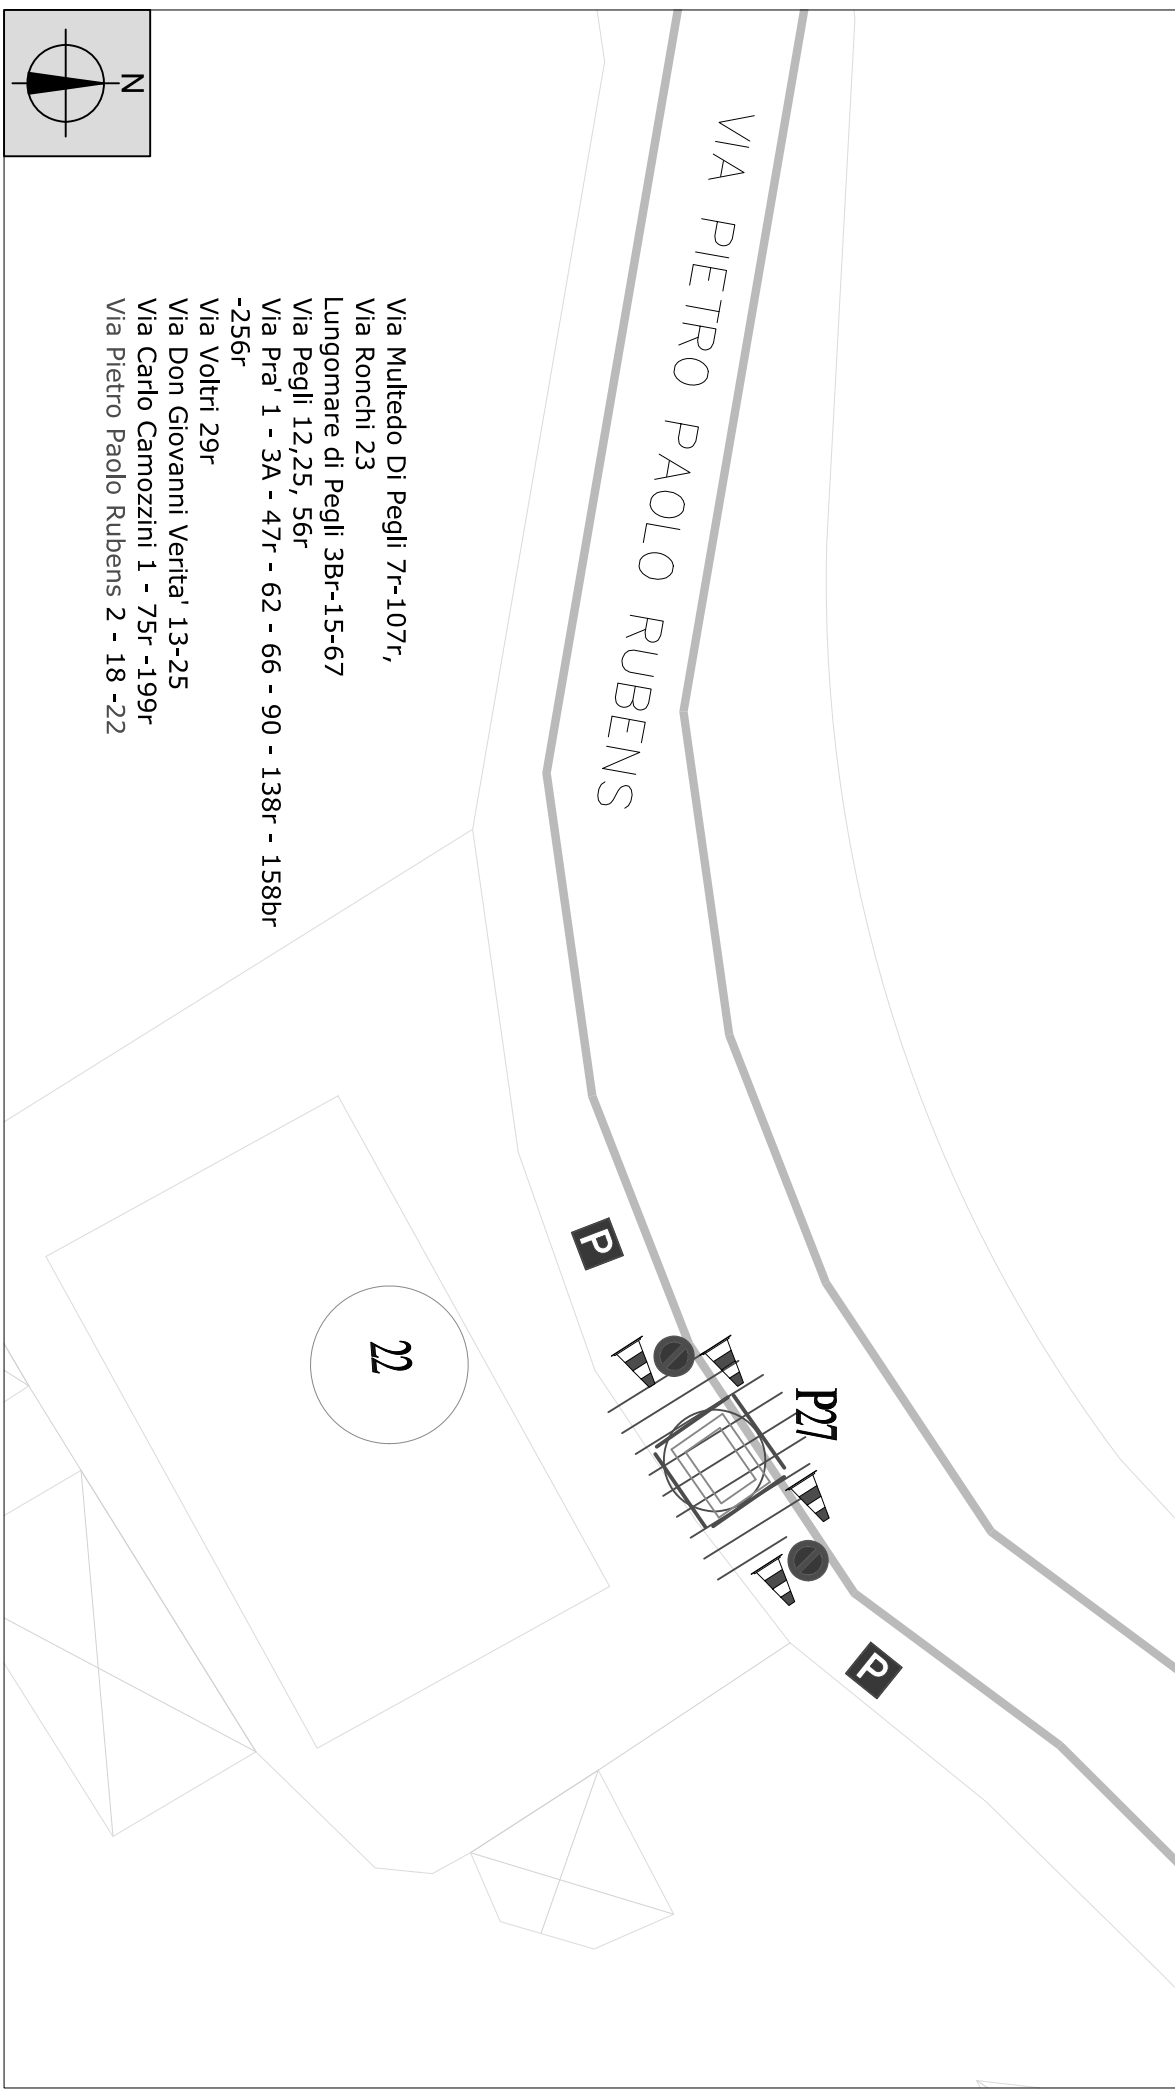 N
VIA PIETRO PAOLO RUBENS
Via Multedo Di Pegli 7r-107r,
Via Ronchi 23
Lungomare di Pegli 3Br-15-67
Via Pegli 12,25, 56r
Via Pra' 1 - 3A - 47r - 62 - 66 - 90 - 138r - 158br
-256r
Via Voltri 29r
Via Don Giovanni Verita' 13-25
Via Carlo Camozzini 1 - 75r -199r
Via Pietro Paolo Rubens 2 - 18 -22
P
P27
22
P